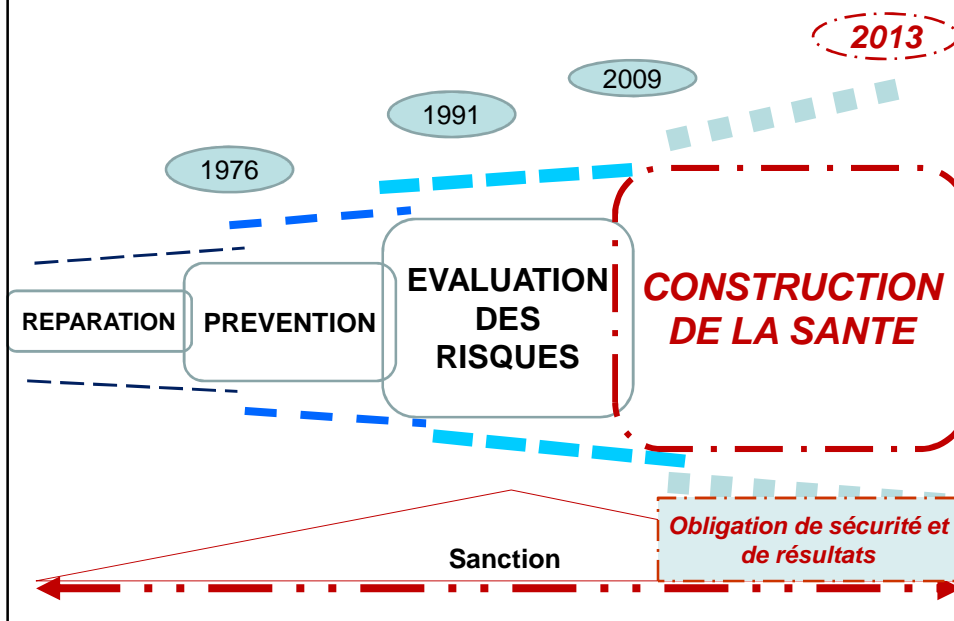 2013
2009
1991
1976
REPARATION
PREVENTION
EVALUATION
DES
RISQUES
CONSTRUCTION
DE LA SANTE
Obligation de sécurité et
de résultats
Sanction